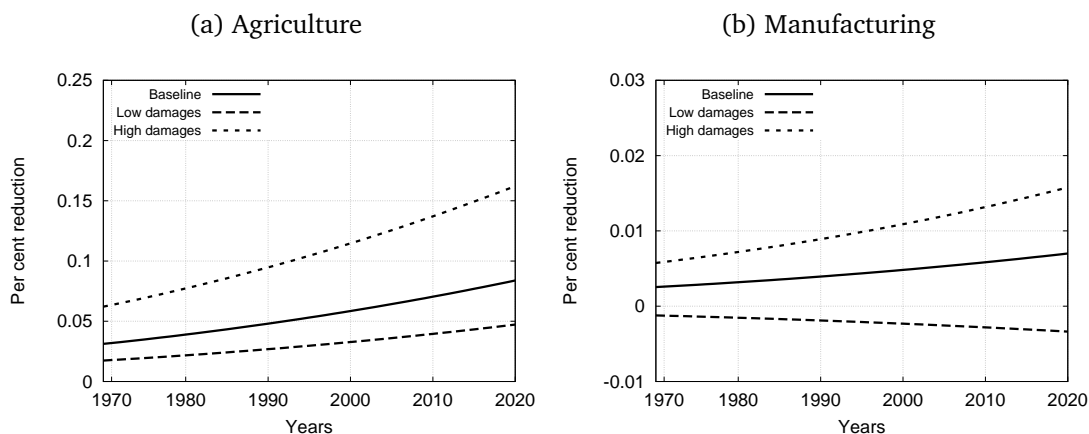 (a) Agriculture
0.25
0.2
0.15
0.1
0.05
0
Per cent reduction
Baseline
Low damages
High damages
1970 1980 1990 2000 2010 2020
Years
(b) Manufacturing
0.03
0.02
0.01
0
-0.01
Per cent reduction
Baseline
Low damages
High damages
1970 1980 1990 2000 2010 2020
Years